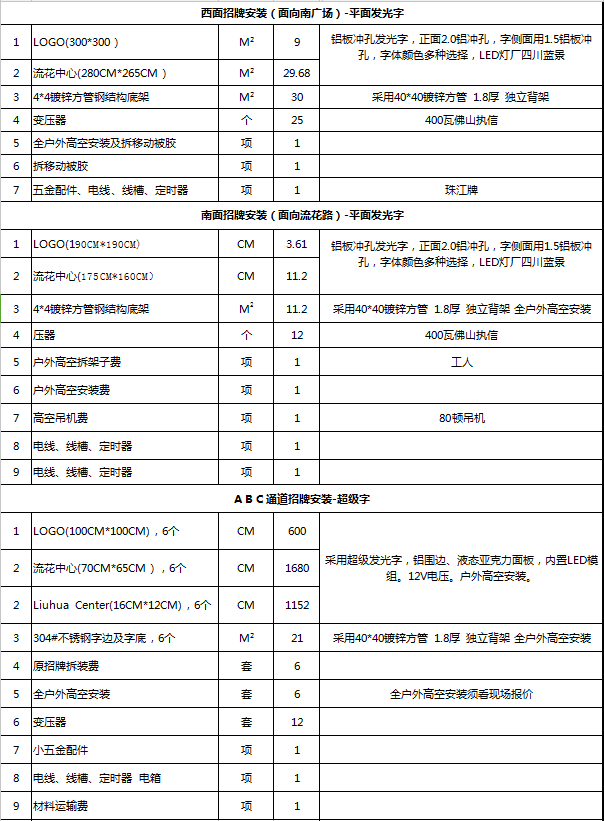 西面招牌安装（面向南广场）-平面发光字
1 LOGO(300*300 ) M² 9 铝板冲孔发光字，正面2.0铝冲孔，字侧面用1.5铝板冲
孔，字体颜色多种选择，LED灯厂四川蓝景
2 流花中心(280CM*265CM ) M² 29.68
3 4*4镀锌方管钢结构底架 M² 30 采用40*40镀锌方管 1.8厚 独立背架
4 变压器 个 25 400瓦佛山执信
5 全户外高空安装及拆移动被胶 项 1
6 拆移动被胶 项 1
7 五金配件、电线、线槽、定时器 项 1 珠江牌
南面招牌安装（面向流花路）-平面发光字
1 LOGO(190CM*190CM) CM 3.61 铝板冲孔发光字，正面2.0铝冲孔，字侧面用1.5铝板冲
孔，字体颜色多种选择，LED灯厂四川蓝景
2 流花中心(175CM*160CM) CM 11.2
3 4*4镀锌方管钢结构底架 M² 11.2 采用40*40镀锌方管 1.8厚 独立背架 全户外高空安装
4 压器 个 12 400瓦佛山执信
5 户外高空拆架子费 项 1 工人
6 户外高空安装费 项 1
7 高空吊机费 项 1 80顿吊机
8 电线、线槽、定时器 项 1
9 电线、线槽、定时器 项 1
A B C 通道招牌安装-超级字
1 LOGO(100CM*100CM)，6个 CM 600 采用超级发光字，铝围边、液态亚克力面板，内置LED模
组。12V电压。户外高空安装。
2 流花中心(70CM*65CM )，6个 CM 1680
2 Liuhua Center(16CM*12CM)，6个 CM 1152
3 304#不锈钢字边及字底，6个 M² 21 采用40*40镀锌方管 1.8厚 独立背架 全户外高空安装
4 原招牌拆装费 套 6
5 全户外高空安装 套 6 全户外高空安装须看现场报价
6 变压器 套 12
7 小五金配件 项 1
8 电线、线槽、定时器 电箱 项 1
9 材料运输费 项 1